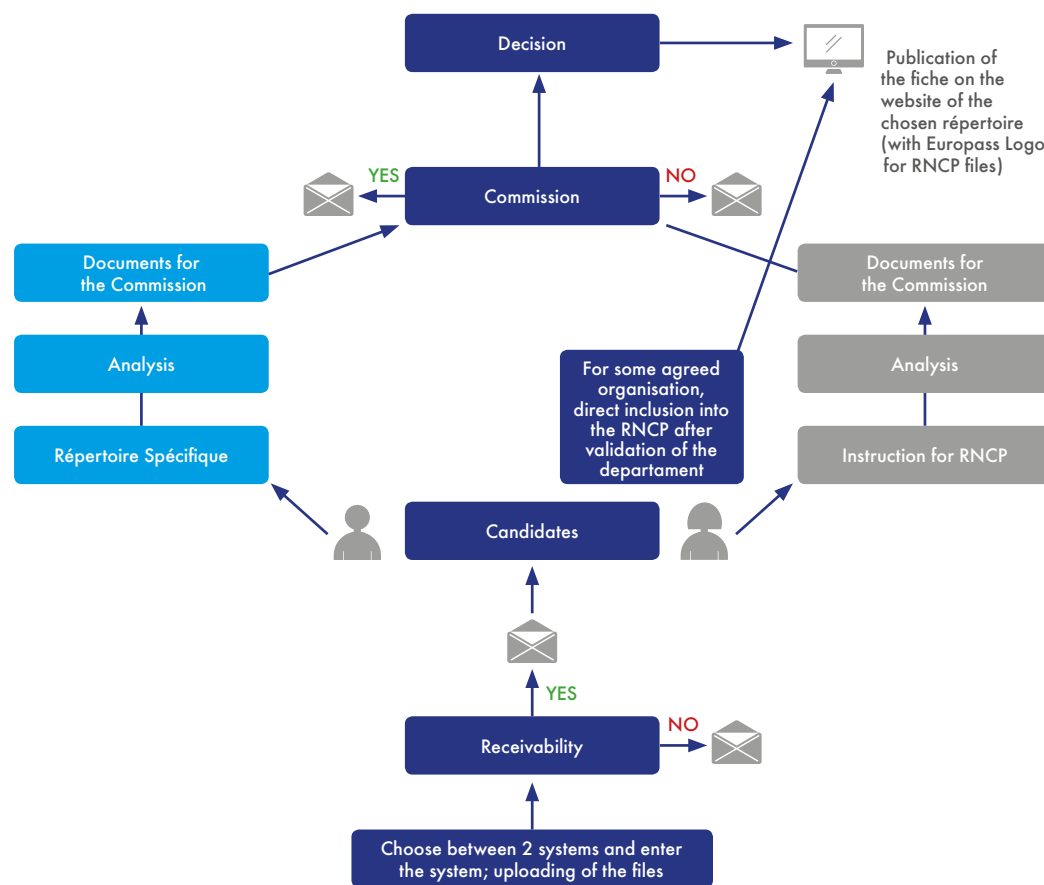 Decision
Publication of
the fiche on the
website of the
chosen répertoire
(with Europass Logo
for RNCP files)
YES
Commission
NO
Documents for
the Commission
Documents for
the Commission
Analysis
For some agreed
organisation,
direct inclusion into
the RNCP after
validation of the
departament
Analysis
Répertoire Spécifique
Instruction for RNCP
Candidates
YES
Receivability
NO
Choose between 2 systems and enter
the system; uploading of the files